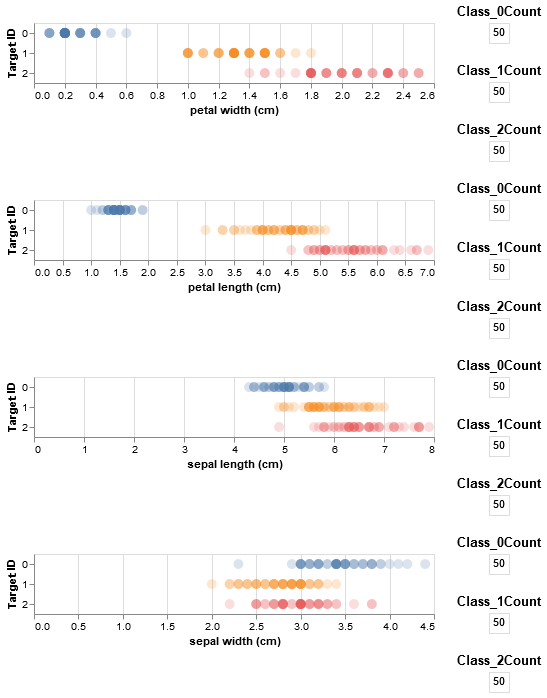 Target ID
0
1
2
0.0 0.2 0.4 0.6 0.8 1.0 1.2 1.4 1.6 1.8 2.0 2.2 2.4 2.6
petal width (cm)
Class_0Count
50
Class_1Count
50
Class_2Count
50
Target ID
0
1
2
0.0 0.5 1.0 1.5 2.0 2.5 3.0 3.5 4.0 4.5 5.0 5.5 6.0 6.5 7.0
petal length (cm)
Class_0Count
50
Class_1Count
50
Class_2Count
50
Target ID
0
1
2
0 1 2 3 4 5 6 7 8
sepal length (cm)
Class_0Count
50
Class_1Count
50
Class_2Count
50
Target ID
0
1
2
0.0 0.5 1.0 1.5 2.0 2.5 3.0 3.5 4.0 4.5
sepal width (cm)
Class_0Count
50
Class_1Count
50
Class_2Count
50